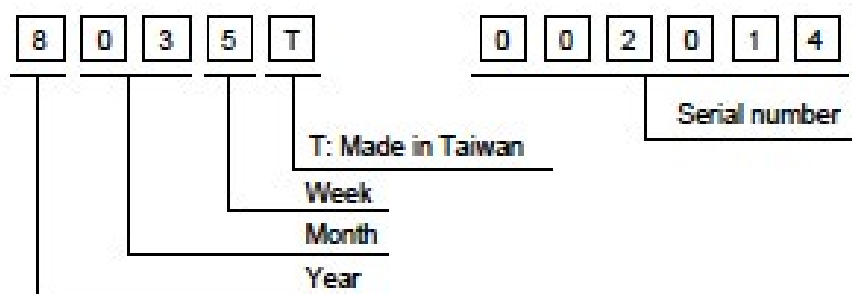 8 0 3 5 T 0 0 2 0 1 4
Serial number
T: Made in Taiwan
Week
Month
Year